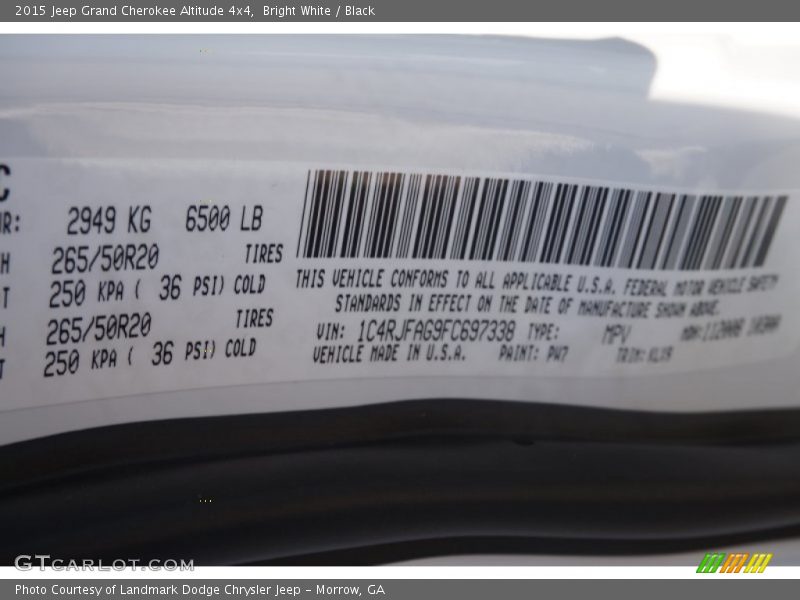 2015 Jeep Grand Cherokee Altitude 4x4, Bright White / Black
C
WR: 2949 KG 6500 LB
H 265/50R20 TIRES
T 250 KPA ( 36 PSI) COLD
H 265/50R20 TIRES
T 250 KPA ( 36 PSI) COLD
THIS VEHICLE CONFORMS TO ALL APPLICABLE U.S.A. FEDERAL MOTOR VEHICLE SAFETY
STANDARDS IN EFFECT ON THE DATE OF MANUFACTURE SHOWN ABOVE.
VIN: 1C4RJFAG9FC697338 TYPE: MPV MDH:
VEHICLE MADE IN U.S.A. PAINT: PW7 TRIM:
GTCARLOT.COM
Photo Courtesy of Landmark Dodge Chrysler Jeep – Morrow, GA